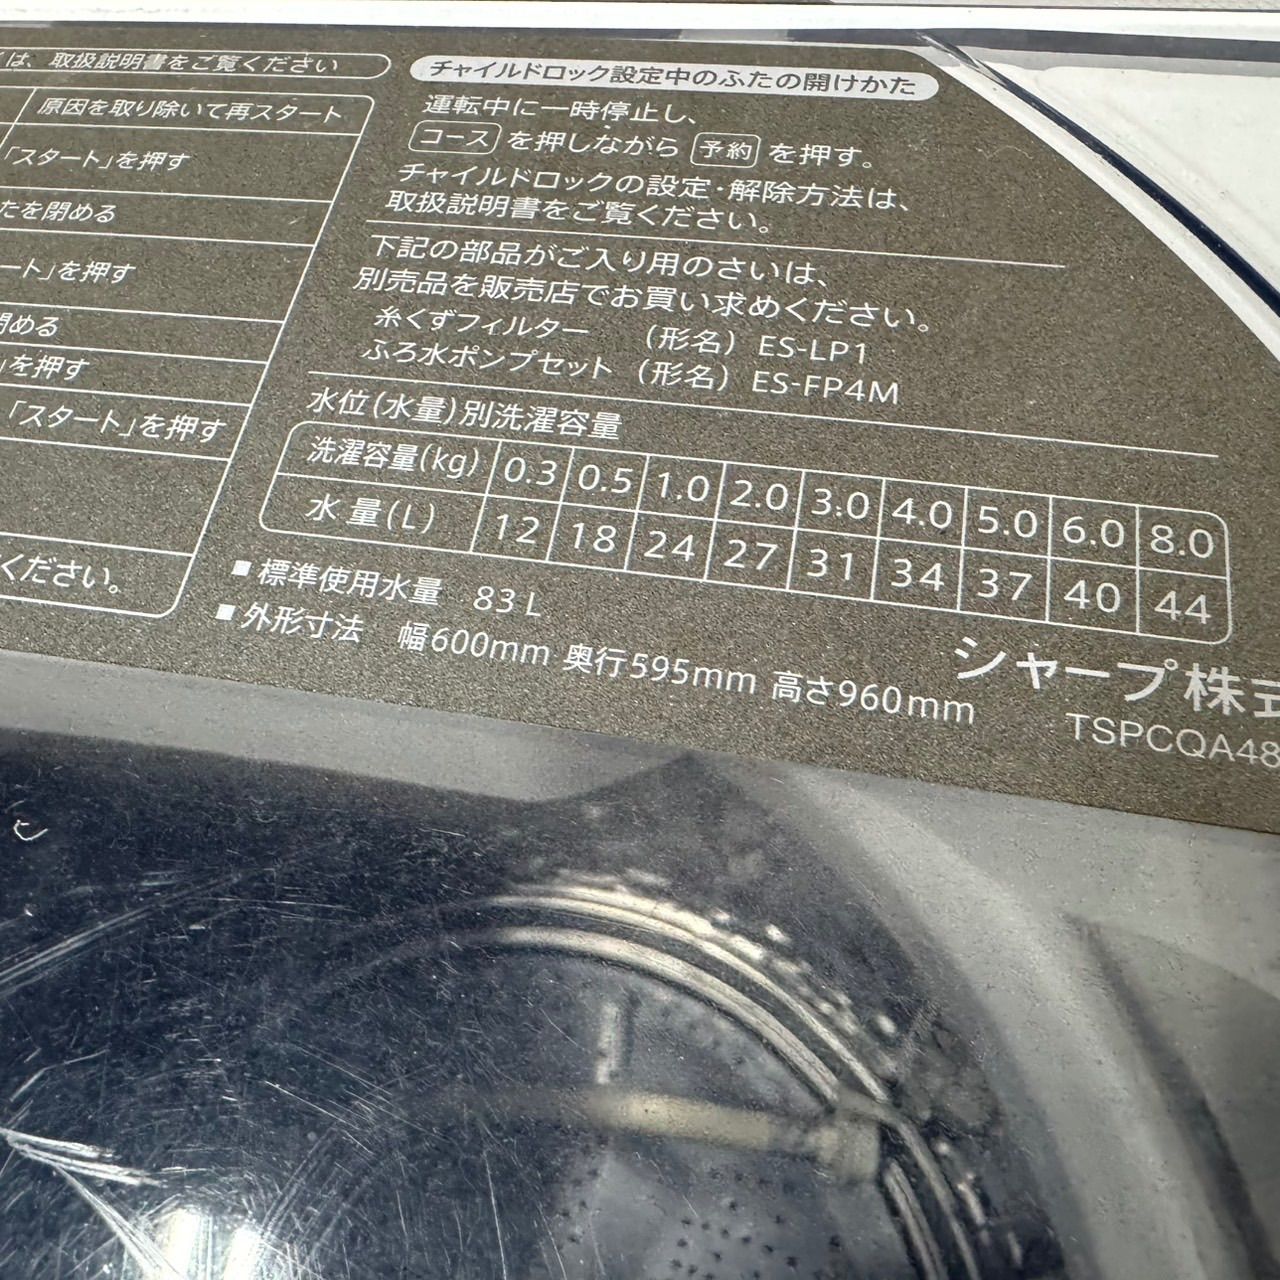 は、取扱説明書をご覧ください
原因を取り除いて再スタート
「スタート」を押す
たを閉める
ート」を押す
閉める
」を押す
「スタート」を押す
ください。
チャイルドロック設定中のふたの開けかた
運転中に一時停止し、
コース を押しながら 予約 を押す。
チャイルドロックの設定・解除方法は、
取扱説明書をご覧ください。
下記の部品がご入り用のさいは、
別売品を販売店でお買い求めください。
糸くずフィルター (形名) ES-LP1
ふろ水ポンプセット (形名) ES-FP4M
水位(水量)別洗濯容量
洗濯容量(kg) 0.3 0.5 1.0 2.0 3.0 4.0 5.0 6.0 8.0
水量(L) 12 18 24 27 31 34 37 40 44
■標準使用水量 83L
■外形寸法 幅600mm 奥行595mm 高さ960mm
シャープ株式
TSPCQA48